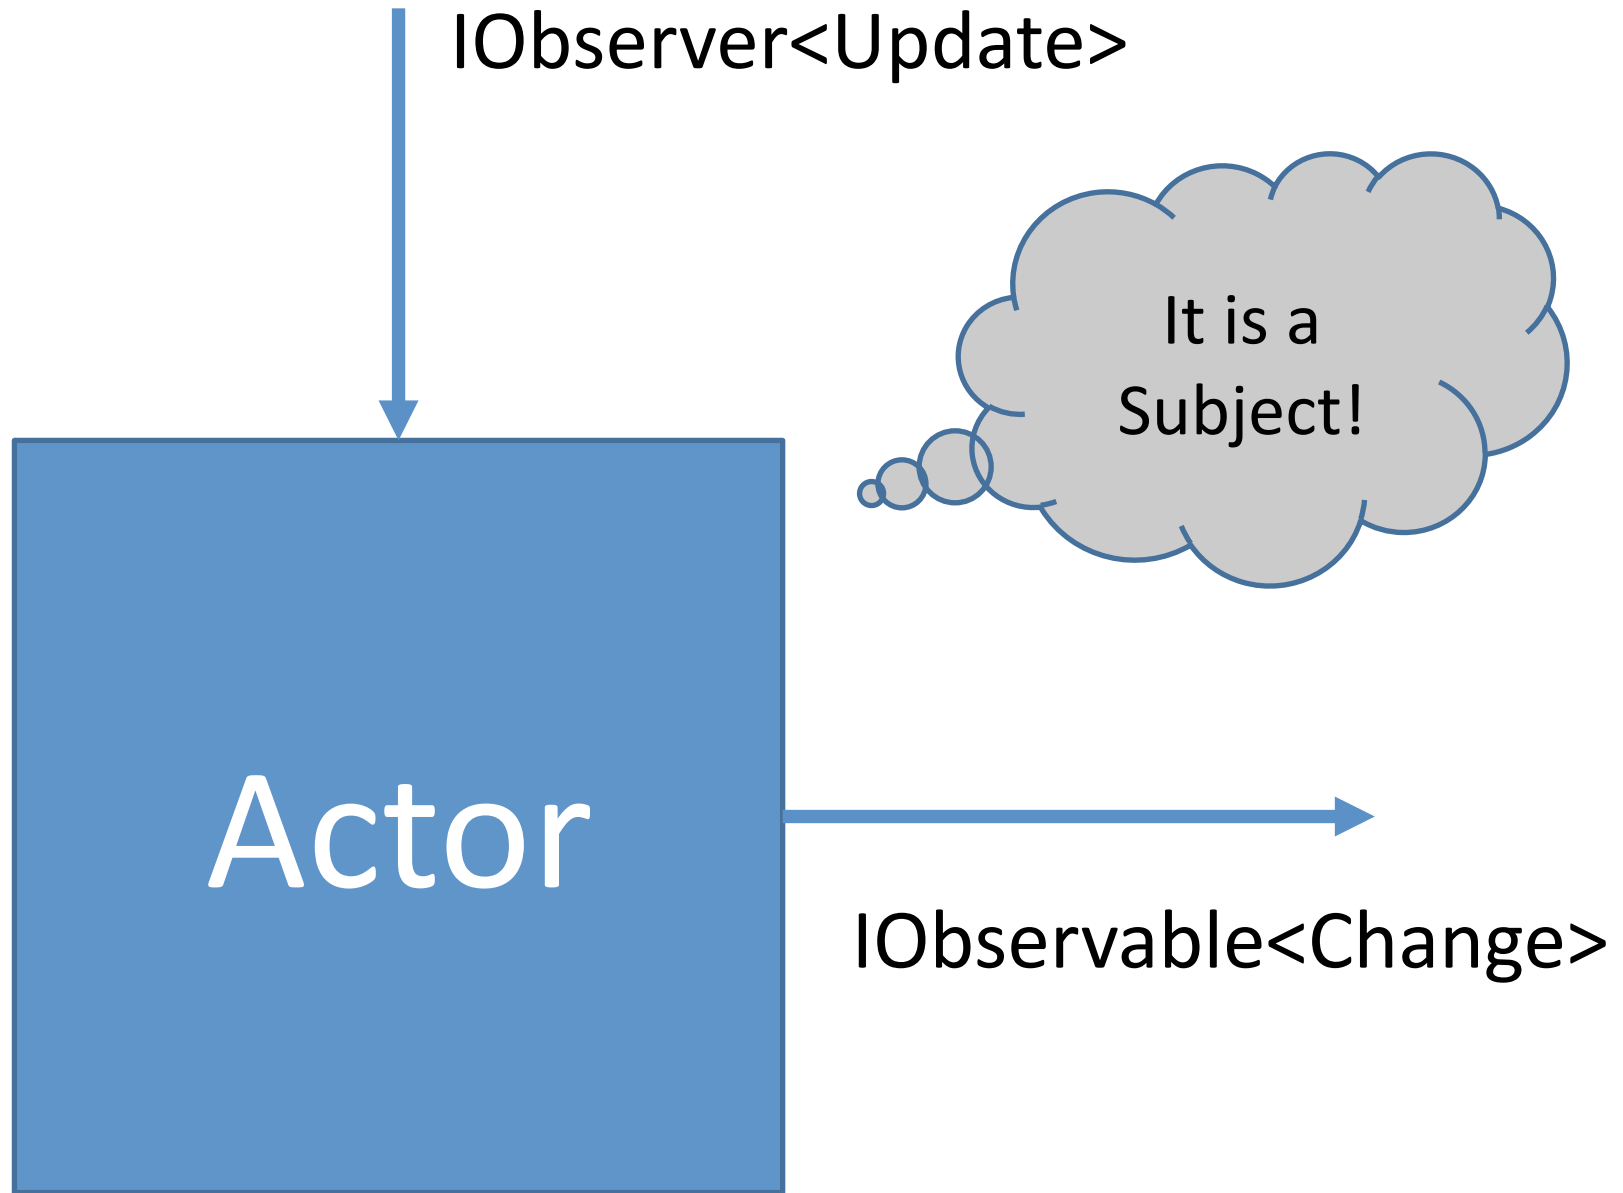 IObserver<Update>
It is a
Subject!
Actor
IObservable<Change>